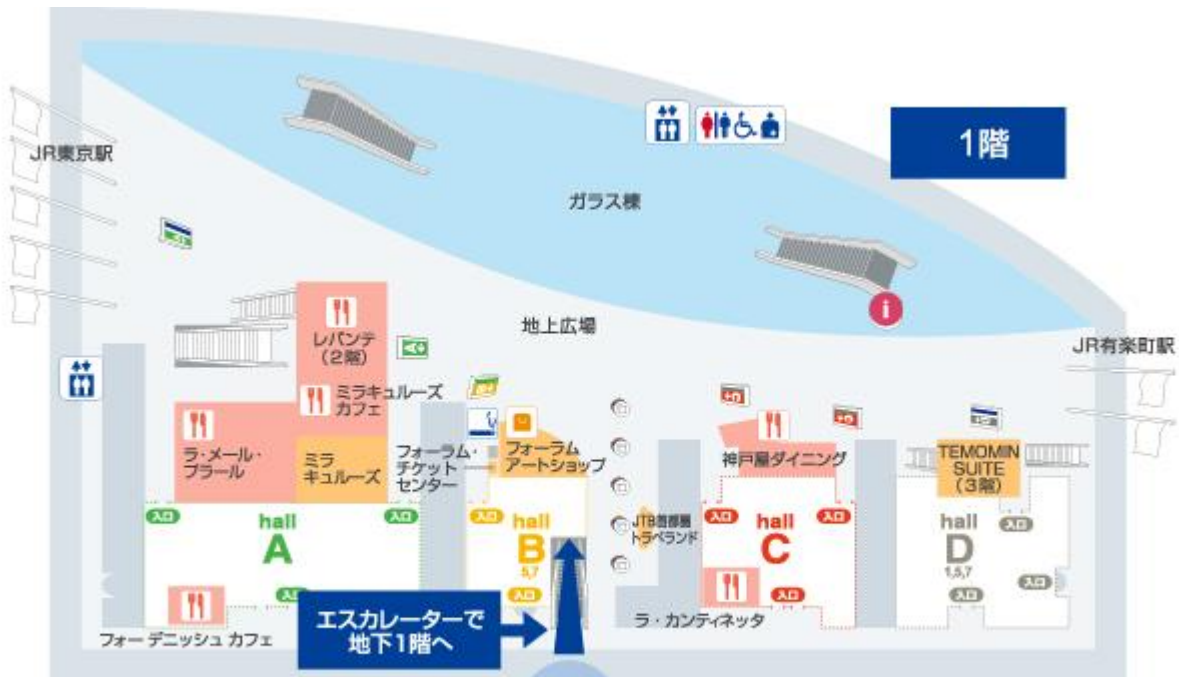 1階
JR東京駅
ガラス棟
i
地上広場
JR有楽町駅
レバンテ
(2階)
ミラキュルーズ
カフェ
ラ・メール・
プラール
ミラ
キュルーズ
フォーラム・
チケット
センター
フォーラム
アートショップ
神戸屋ダイニング
TEMOMIN
SUITE
(3階)
入口
hall
A
入口
入口
入口
hall
B
5,7
入口
JTB首都圏
トラベランド
入口
hall
C
入口
入口
入口
hall
D
1,5,7
入口
入口
フォー デニッシュ カフェ
エスカレーターで
地下1階へ
ラ・カンティネッタ